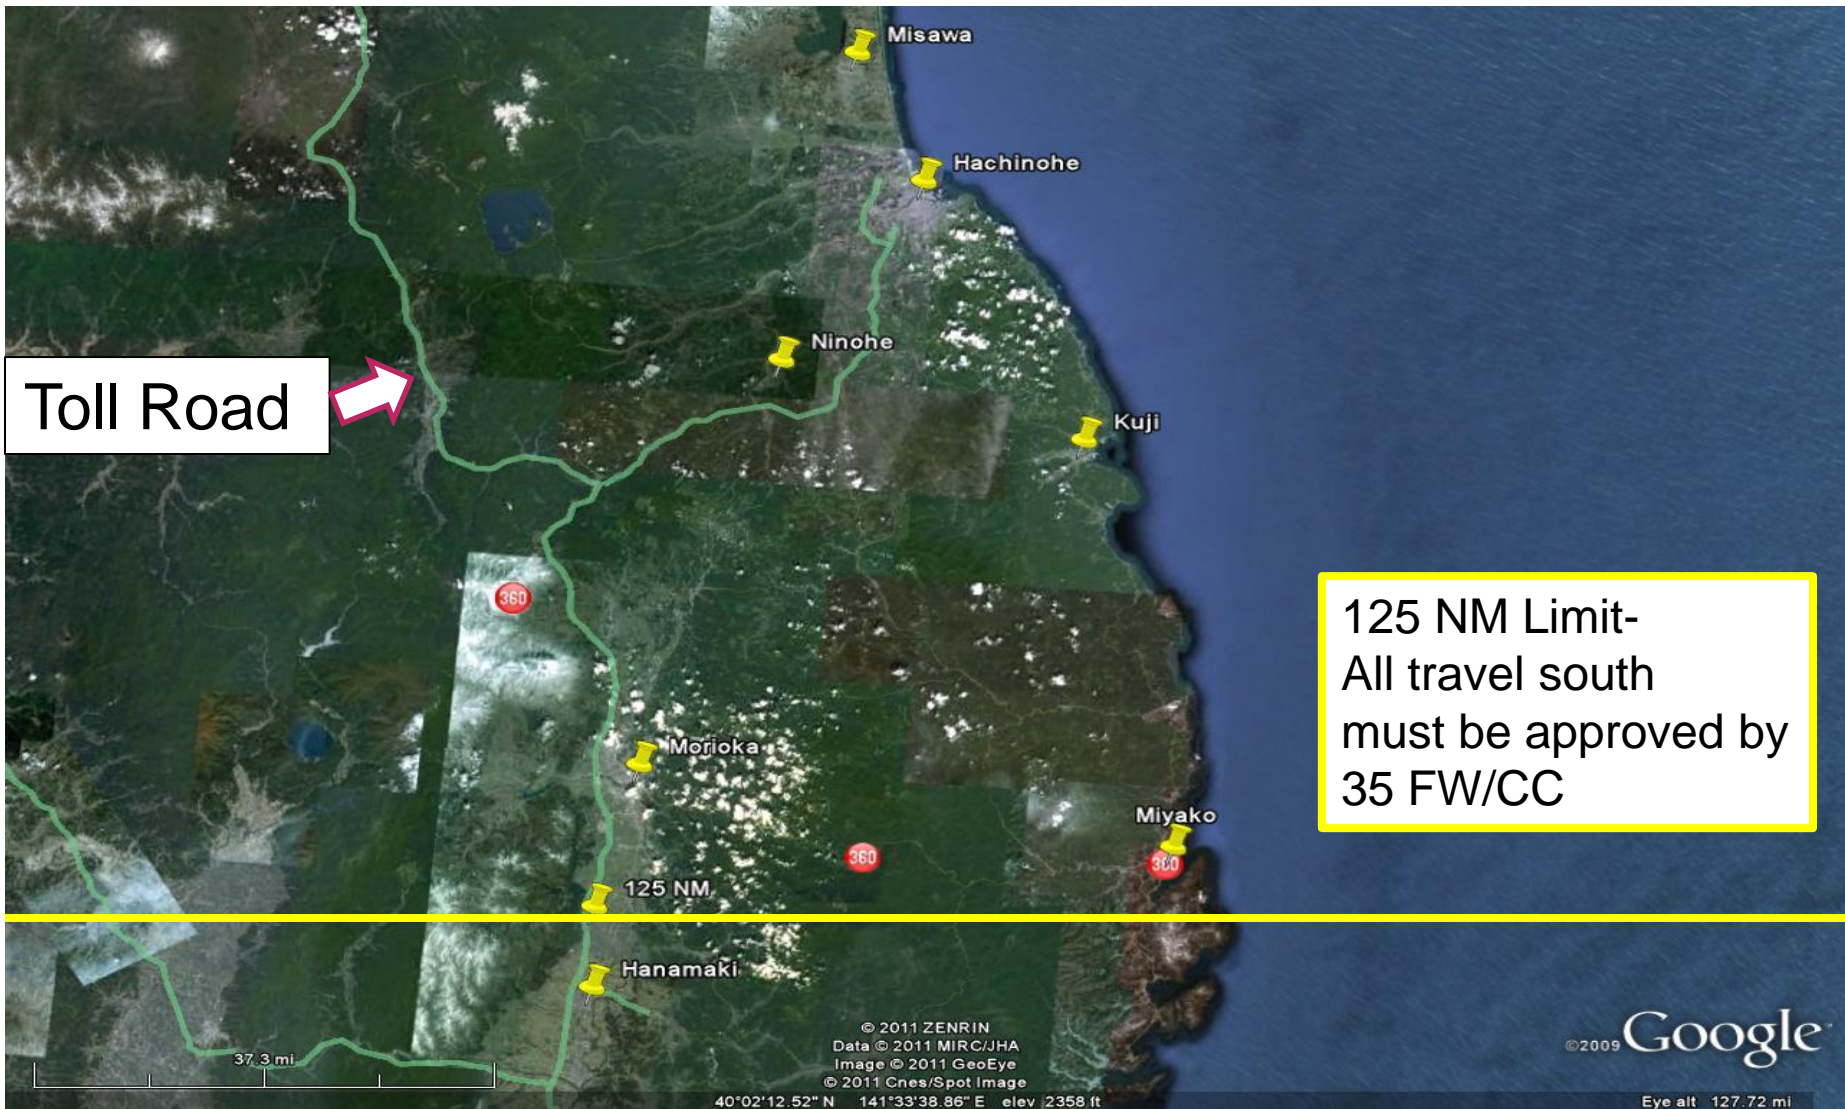 Misawa
Hachinohe
Ninohe
Toll Road
Kuji
360
125 NM Limit-
All travel south
must be approved by
35 FW/CC
Morioka
Miyako
360
360
125 NM
Hanamaki
37.3 mi
© 2011 ZENRIN
Data © 2011 MIRC/JHA
Image © 2011 GeoEye
© 2011 Cnes/Spot Image
©2009 Google
40°02'12.52" N 141°33'38.86" E elev 2358 ft
Eye alt 127.72 mi